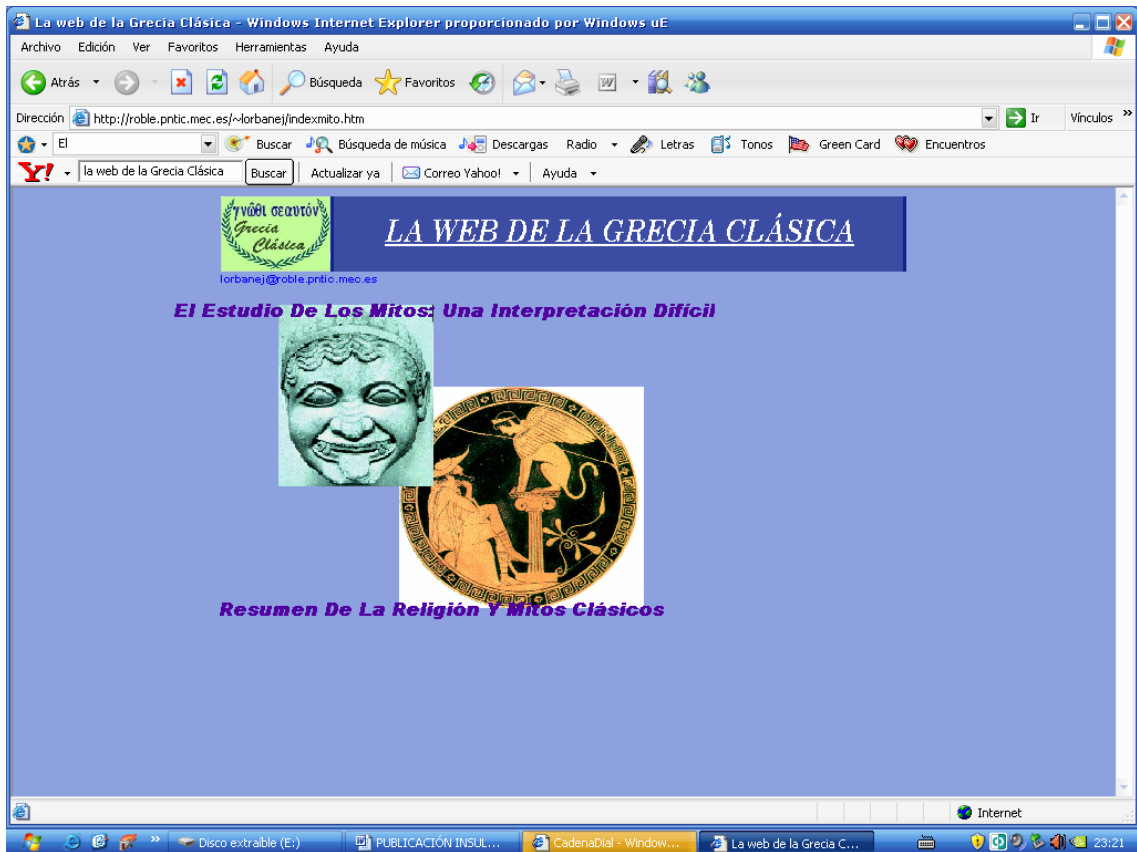 La web de la Grecia Clásica - Windows Internet Explorer proporcionado por Windows uE
Archivo Edición Ver Favoritos Herramientas Ayuda
Atrás Búsqueda Favoritos
Dirección http://roble.pntic.mec.es/~lorbanej/indexmito.htm Ir Vínculos »
El Buscar Búsqueda de música Descargas Radio Letras Tonos Green Card Encuentros
Y! la web de la Grecia Clásica Buscar Actualizar ya Correo Yahoo! Ayuda
γνῶθι σεαυτόν
Grecia
Clásica
LA WEB DE LA GRECIA CLÁSICA
lorbanej@roble.pntic.mec.es
El Estudio De Los Mitos: Una Interpretación Difícil
Resumen De La Religión Y Mitos Clásicos
Internet
» Disco extraíble (E:) PUBLICACIÓN INSUL... CadenaDial - Window... La web de la Grecia C... 23:21